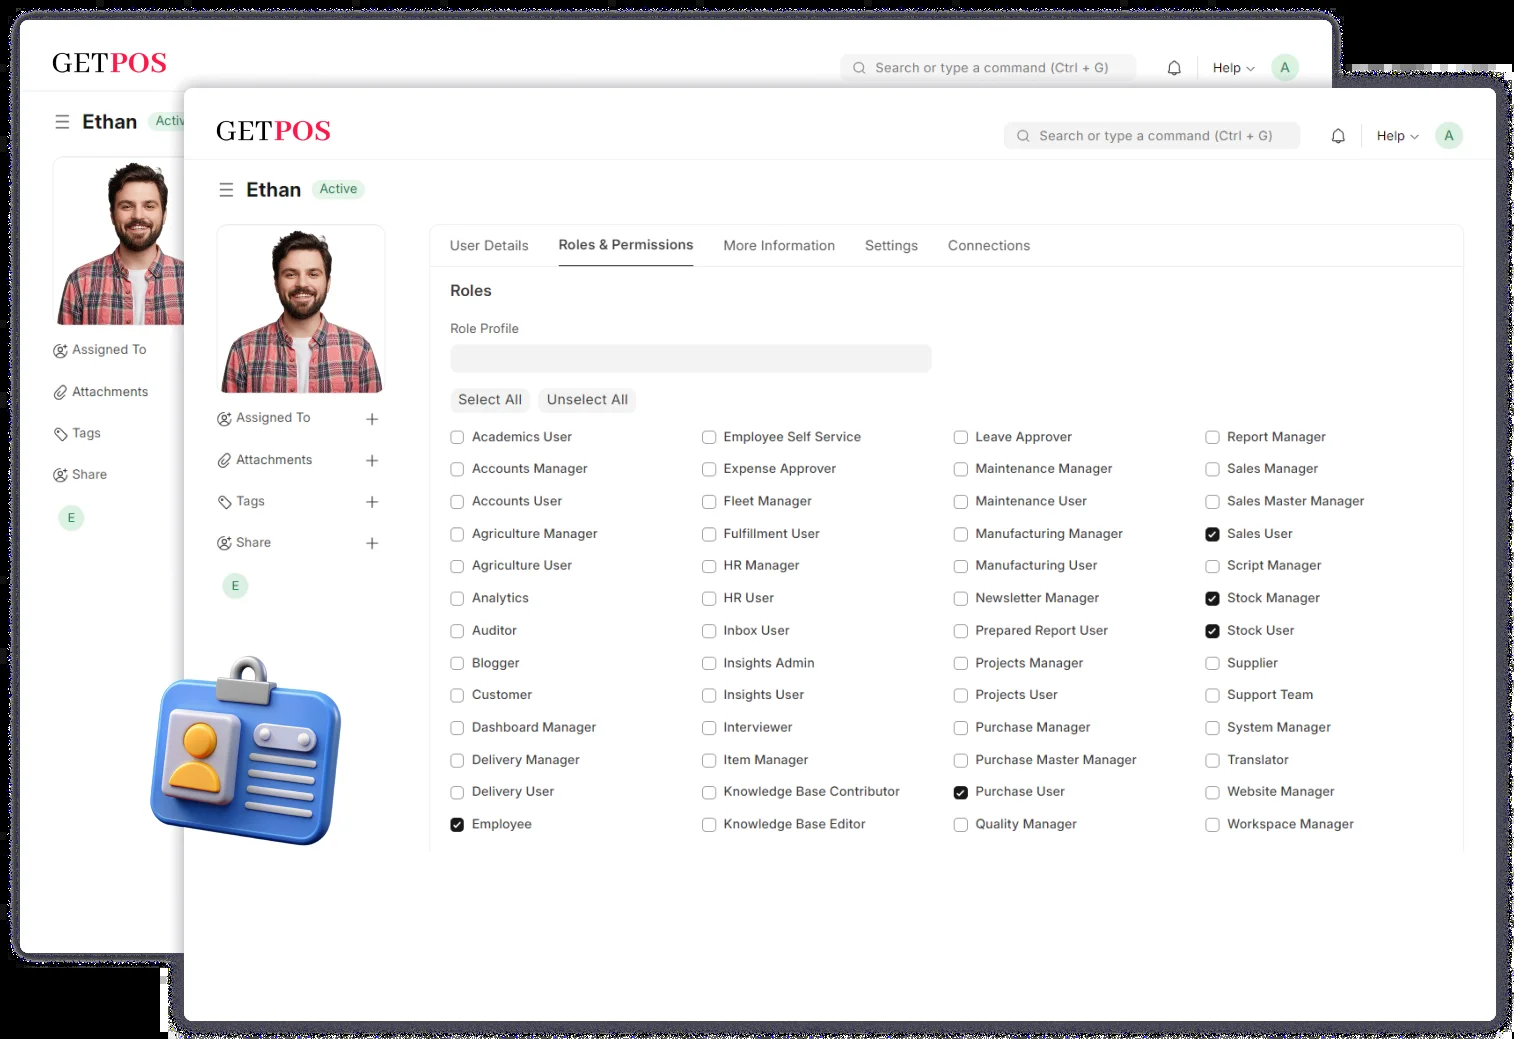 GETPOS
Search or type a command (Ctrl + G)
Help
A
Ethan
Activ
Assigned To
Attachments
Tags
Share
E
GETPOS
Search or type a command (Ctrl + G)
Help
A
Ethan
Active
Assigned To
Attachments
Tags
Share
E
User Details Roles & Permissions More Information Settings Connections
Roles
Role Profile
Select All Unselect All
Academics User Employee Self Service Leave Approver Report Manager
Accounts Manager Expense Approver Maintenance Manager Sales Manager
Accounts User Fleet Manager Maintenance User Sales Master Manager
Agriculture Manager Fulfillment User Manufacturing Manager Sales User
Agriculture User HR Manager Manufacturing User Script Manager
Analytics HR User Newsletter Manager Stock Manager
Auditor Inbox User Prepared Report User Stock User
Blogger Insights Admin Projects Manager Supplier
Customer Insights User Projects User Support Team
Dashboard Manager Interviewer Purchase Manager System Manager
Delivery Manager Item Manager Purchase Master Manager Translator
Delivery User Knowledge Base Contributor Purchase User Website Manager
Employee Knowledge Base Editor Quality Manager Workspace Manager